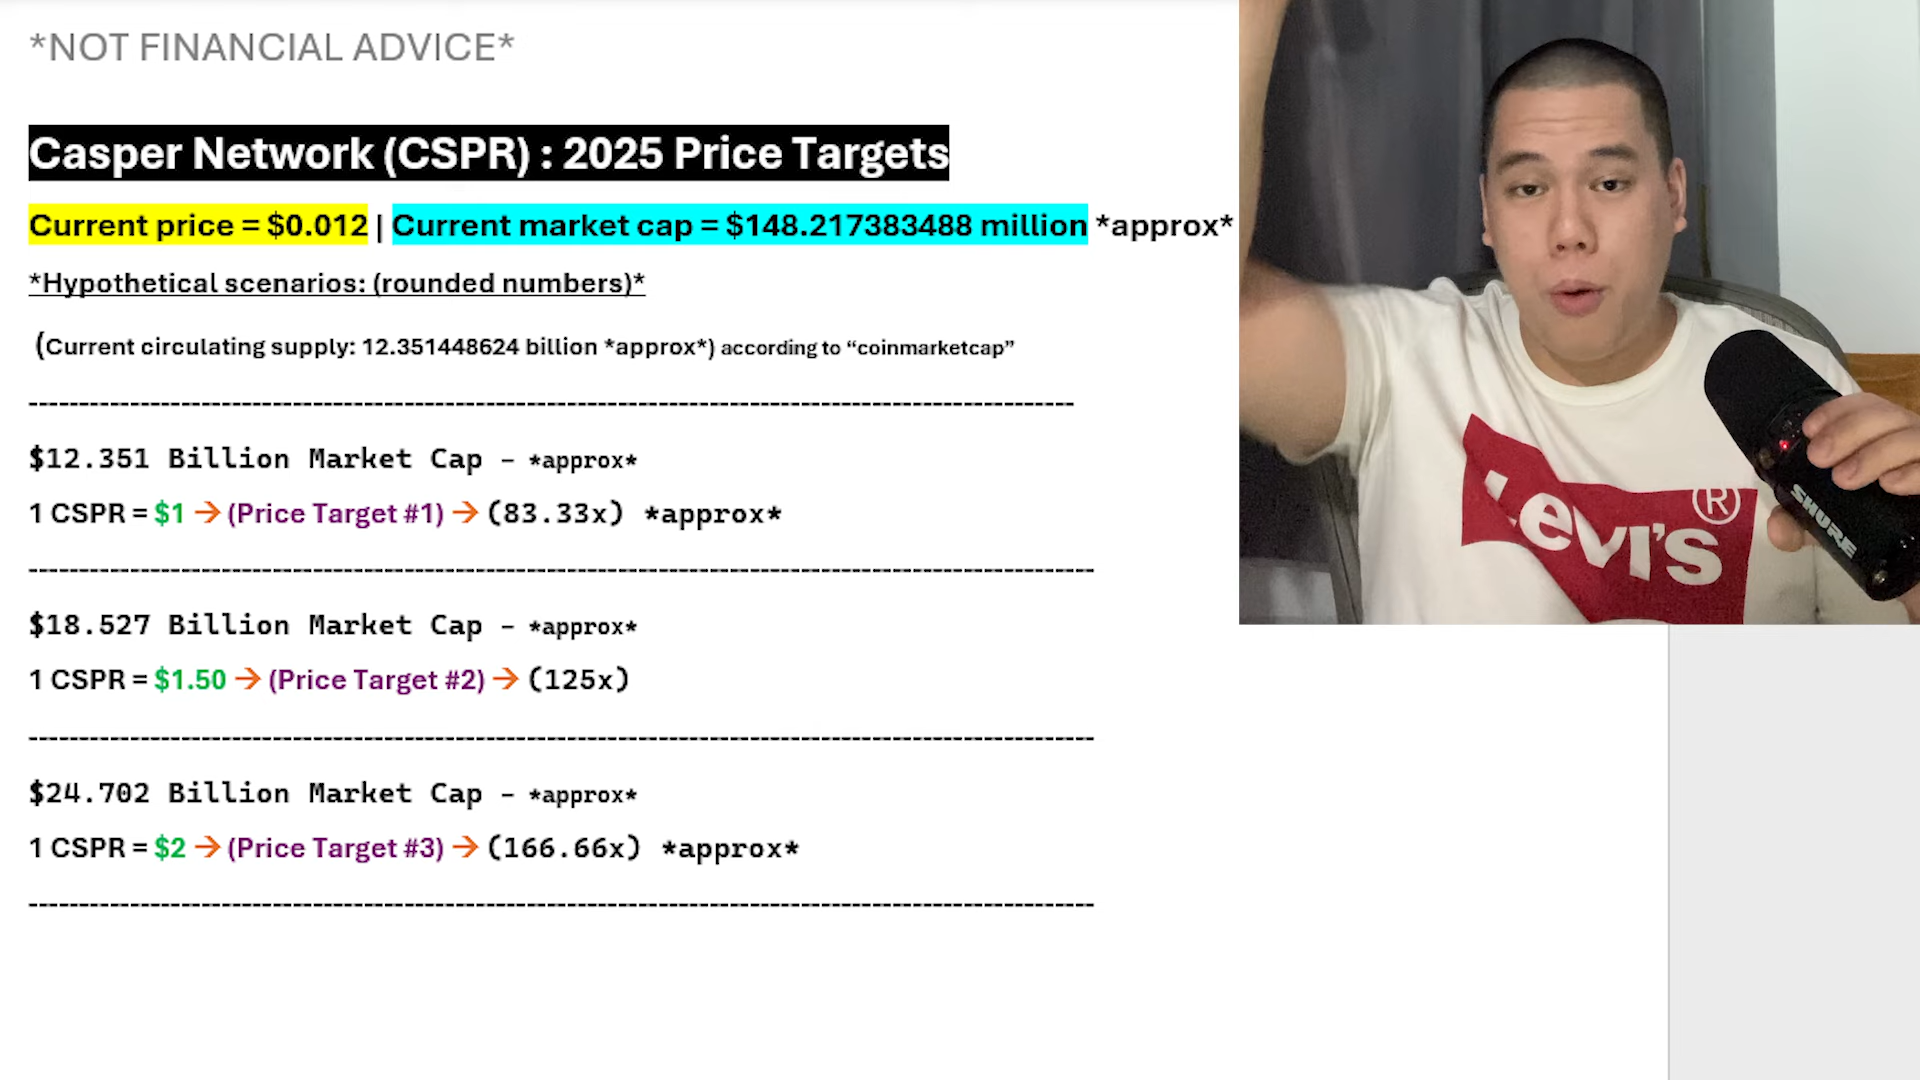 *NOT FINANCIAL ADVICE*
Casper Network (CSPR) : 2025 Price Targets
Current price = $0.012 | Current market cap = $148.217383488 million *approx*
*Hypothetical scenarios: (rounded numbers)*
(Current circulating supply: 12.351448624 billion *approx*) according to “coinmarketcap”
$12.351 Billion Market Cap – *approx*
1 CSPR = $1 → (Price Target #1) → (83.33x) *approx*
$18.527 Billion Market Cap – *approx*
1 CSPR = $1.50 → (Price Target #2) → (125x)
$24.702 Billion Market Cap – *approx*
1 CSPR = $2 → (Price Target #3) → (166.66x) *approx*
Levi's ®
SHURE